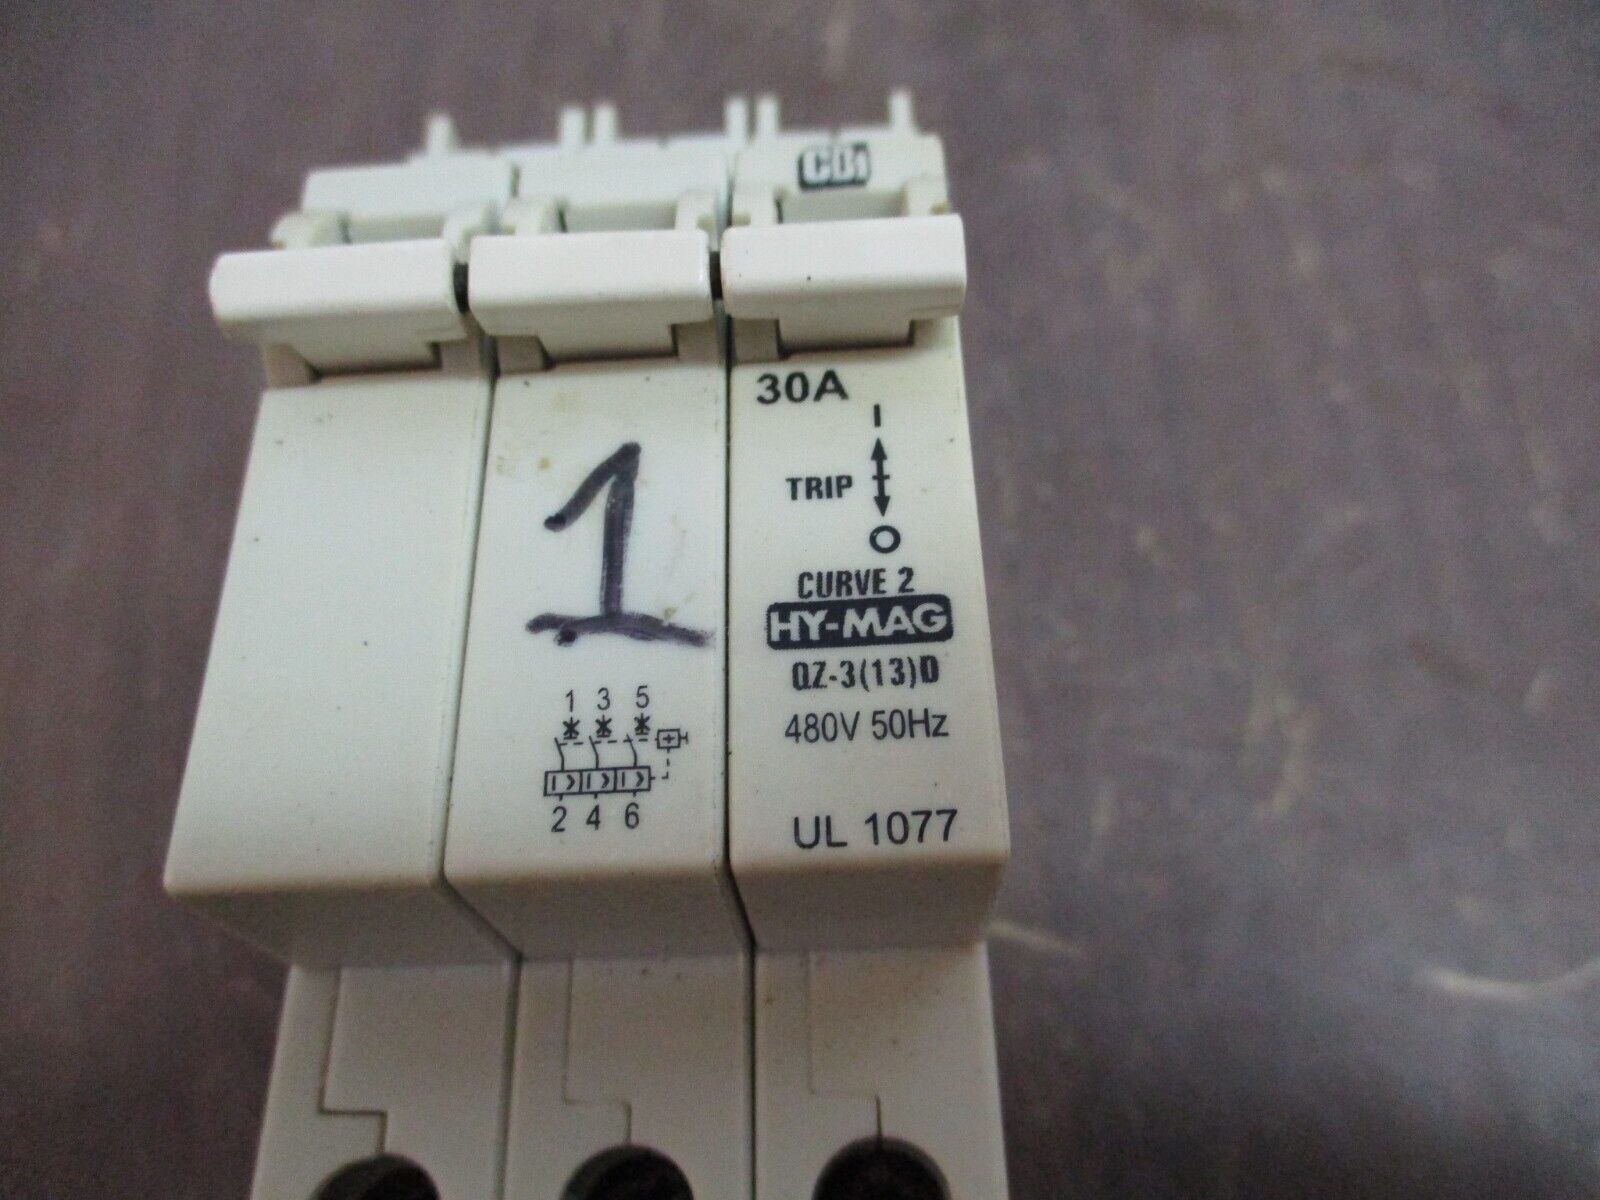 CBi
30A
I
TRIP
O
CURVE 2
HY-MAG
QZ-3(13)D
480V 50Hz
UL 1077
1
1 3 5
2 4 6